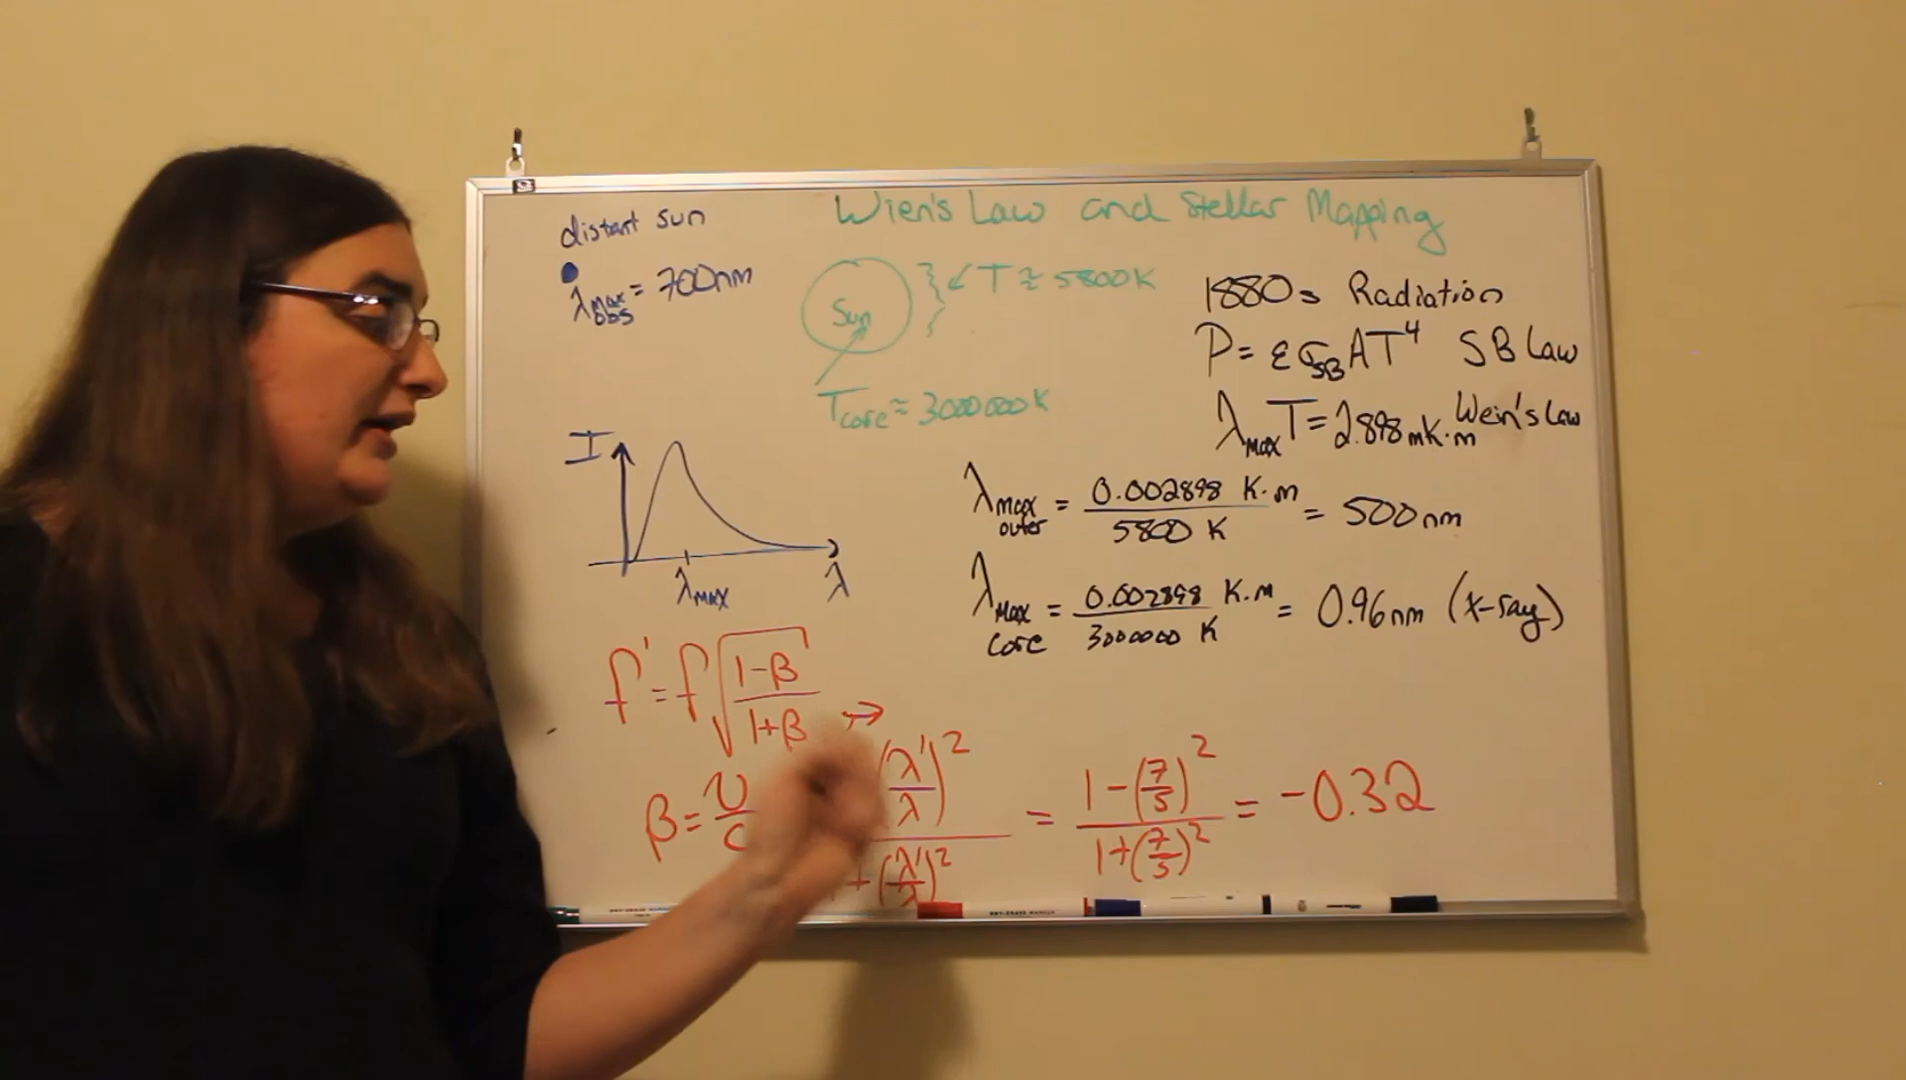 Wien's Law and Stellar Mapping
distant sun
λmax obs = 700nm
Sun
T ≈ 5800K
Tcore ≈ 3000000K
1880s Radiation
P = εσSB AT⁴ SB Law
λmax T = 2.898 mK·m Wein's Law
I
λmax
λ
λmax outer = 0.002898 K·m / 5800 K = 500nm
λmax core = 0.002898 K·m / 3000000 K = 0.96nm (x-ray)
f' = f √(1-β / 1+β) →
β = v/c
(λ'/λ)² / + (λ'/λ)² = 1-(7/5)² / 1+(7/5)² = -0.32